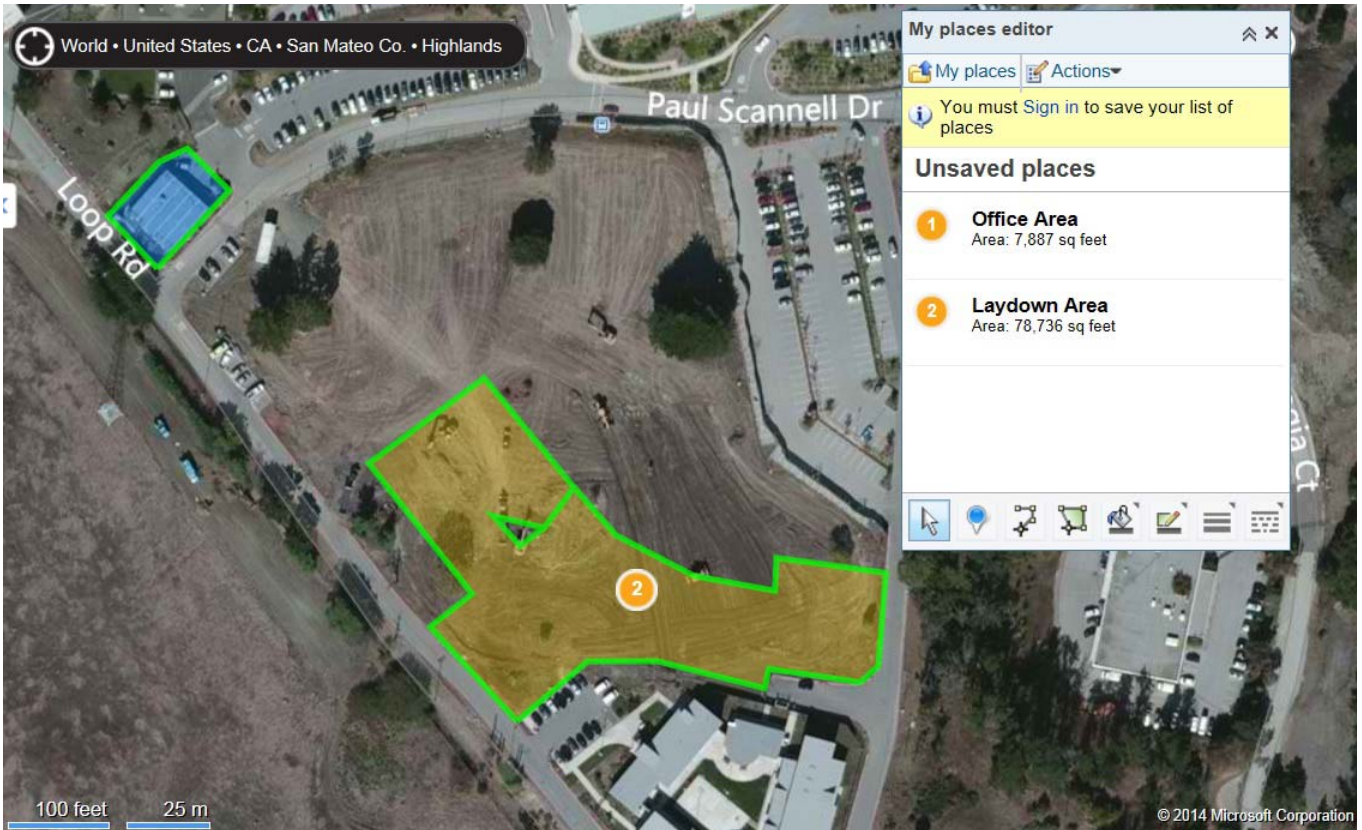 World • United States • CA • San Mateo Co. • Highlands
Paul Scannell Dr
Loop Rd
2
100 feet
25 m
My places editor
My places
Actions
You must Sign in to save your list of
places
Unsaved places
1
Office Area
Area: 7,887 sq feet
2
Laydown Area
Area: 78,736 sq feet
Ct
© 2014 Microsoft Corporation